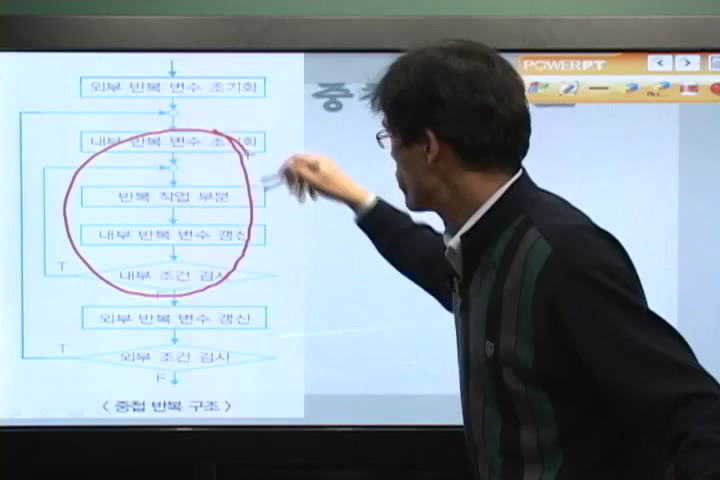 외부 반복 변수 초기화
내부 반복 변수 초기화
반복 작업 부분
내부 반복 변수 갱신
T
내부 조건 검사
F
외부 반복 변수 갱신
T
외부 조건 검사
F
< 중첩 반복 구조 >
중
POWERPT